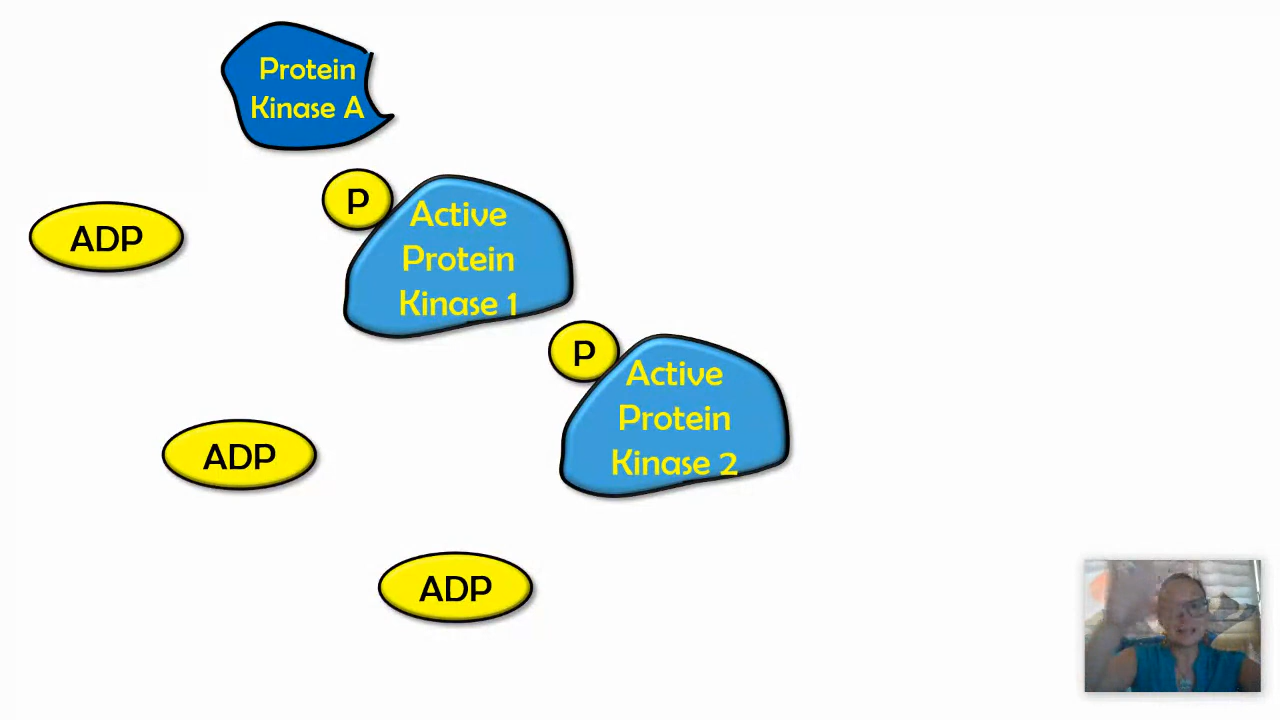 Protein
Kinase A
P
Active
Protein
Kinase 1
ADP
P
Active
Protein
Kinase 2
ADP
ADP